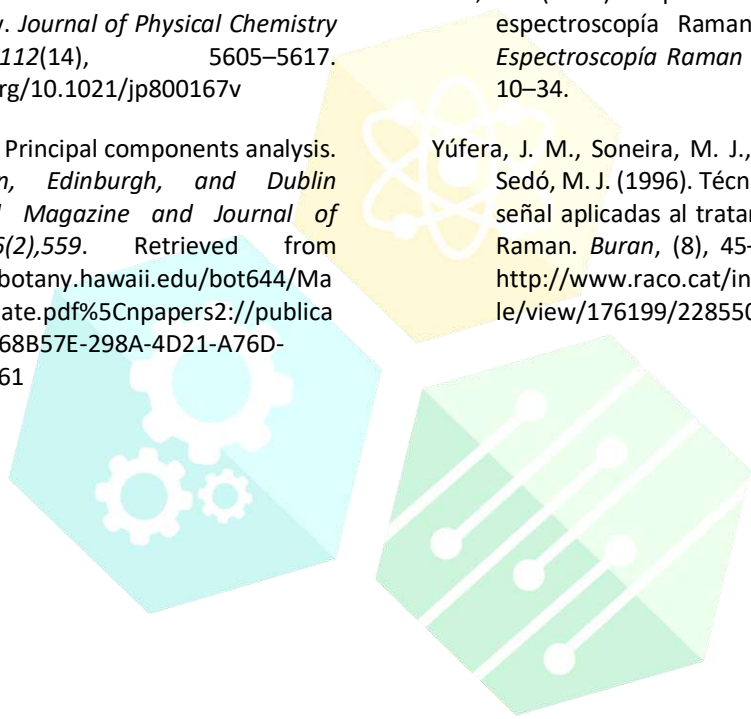 v. Journal of Physical Chemistry
112(14), 5605–5617.
rg/10.1021/jp800167v
Principal components analysis.
n, Edinburgh, and Dublin
l Magazine and Journal of
6(2),559. Retrieved from
botany.hawaii.edu/bot644/Ma
ate.pdf%5Cnpapers2://publica
68B57E-298A-4D21-A76D-
61
espectroscopía Raman
Espectroscopía Raman
10–34.
Yúfera, J. M., Soneira, M. J.,
Sedó, M. J. (1996). Técn
señal aplicadas al tratar
Raman. Buran, (8), 45–
http://www.raco.cat/in
le/view/176199/228550